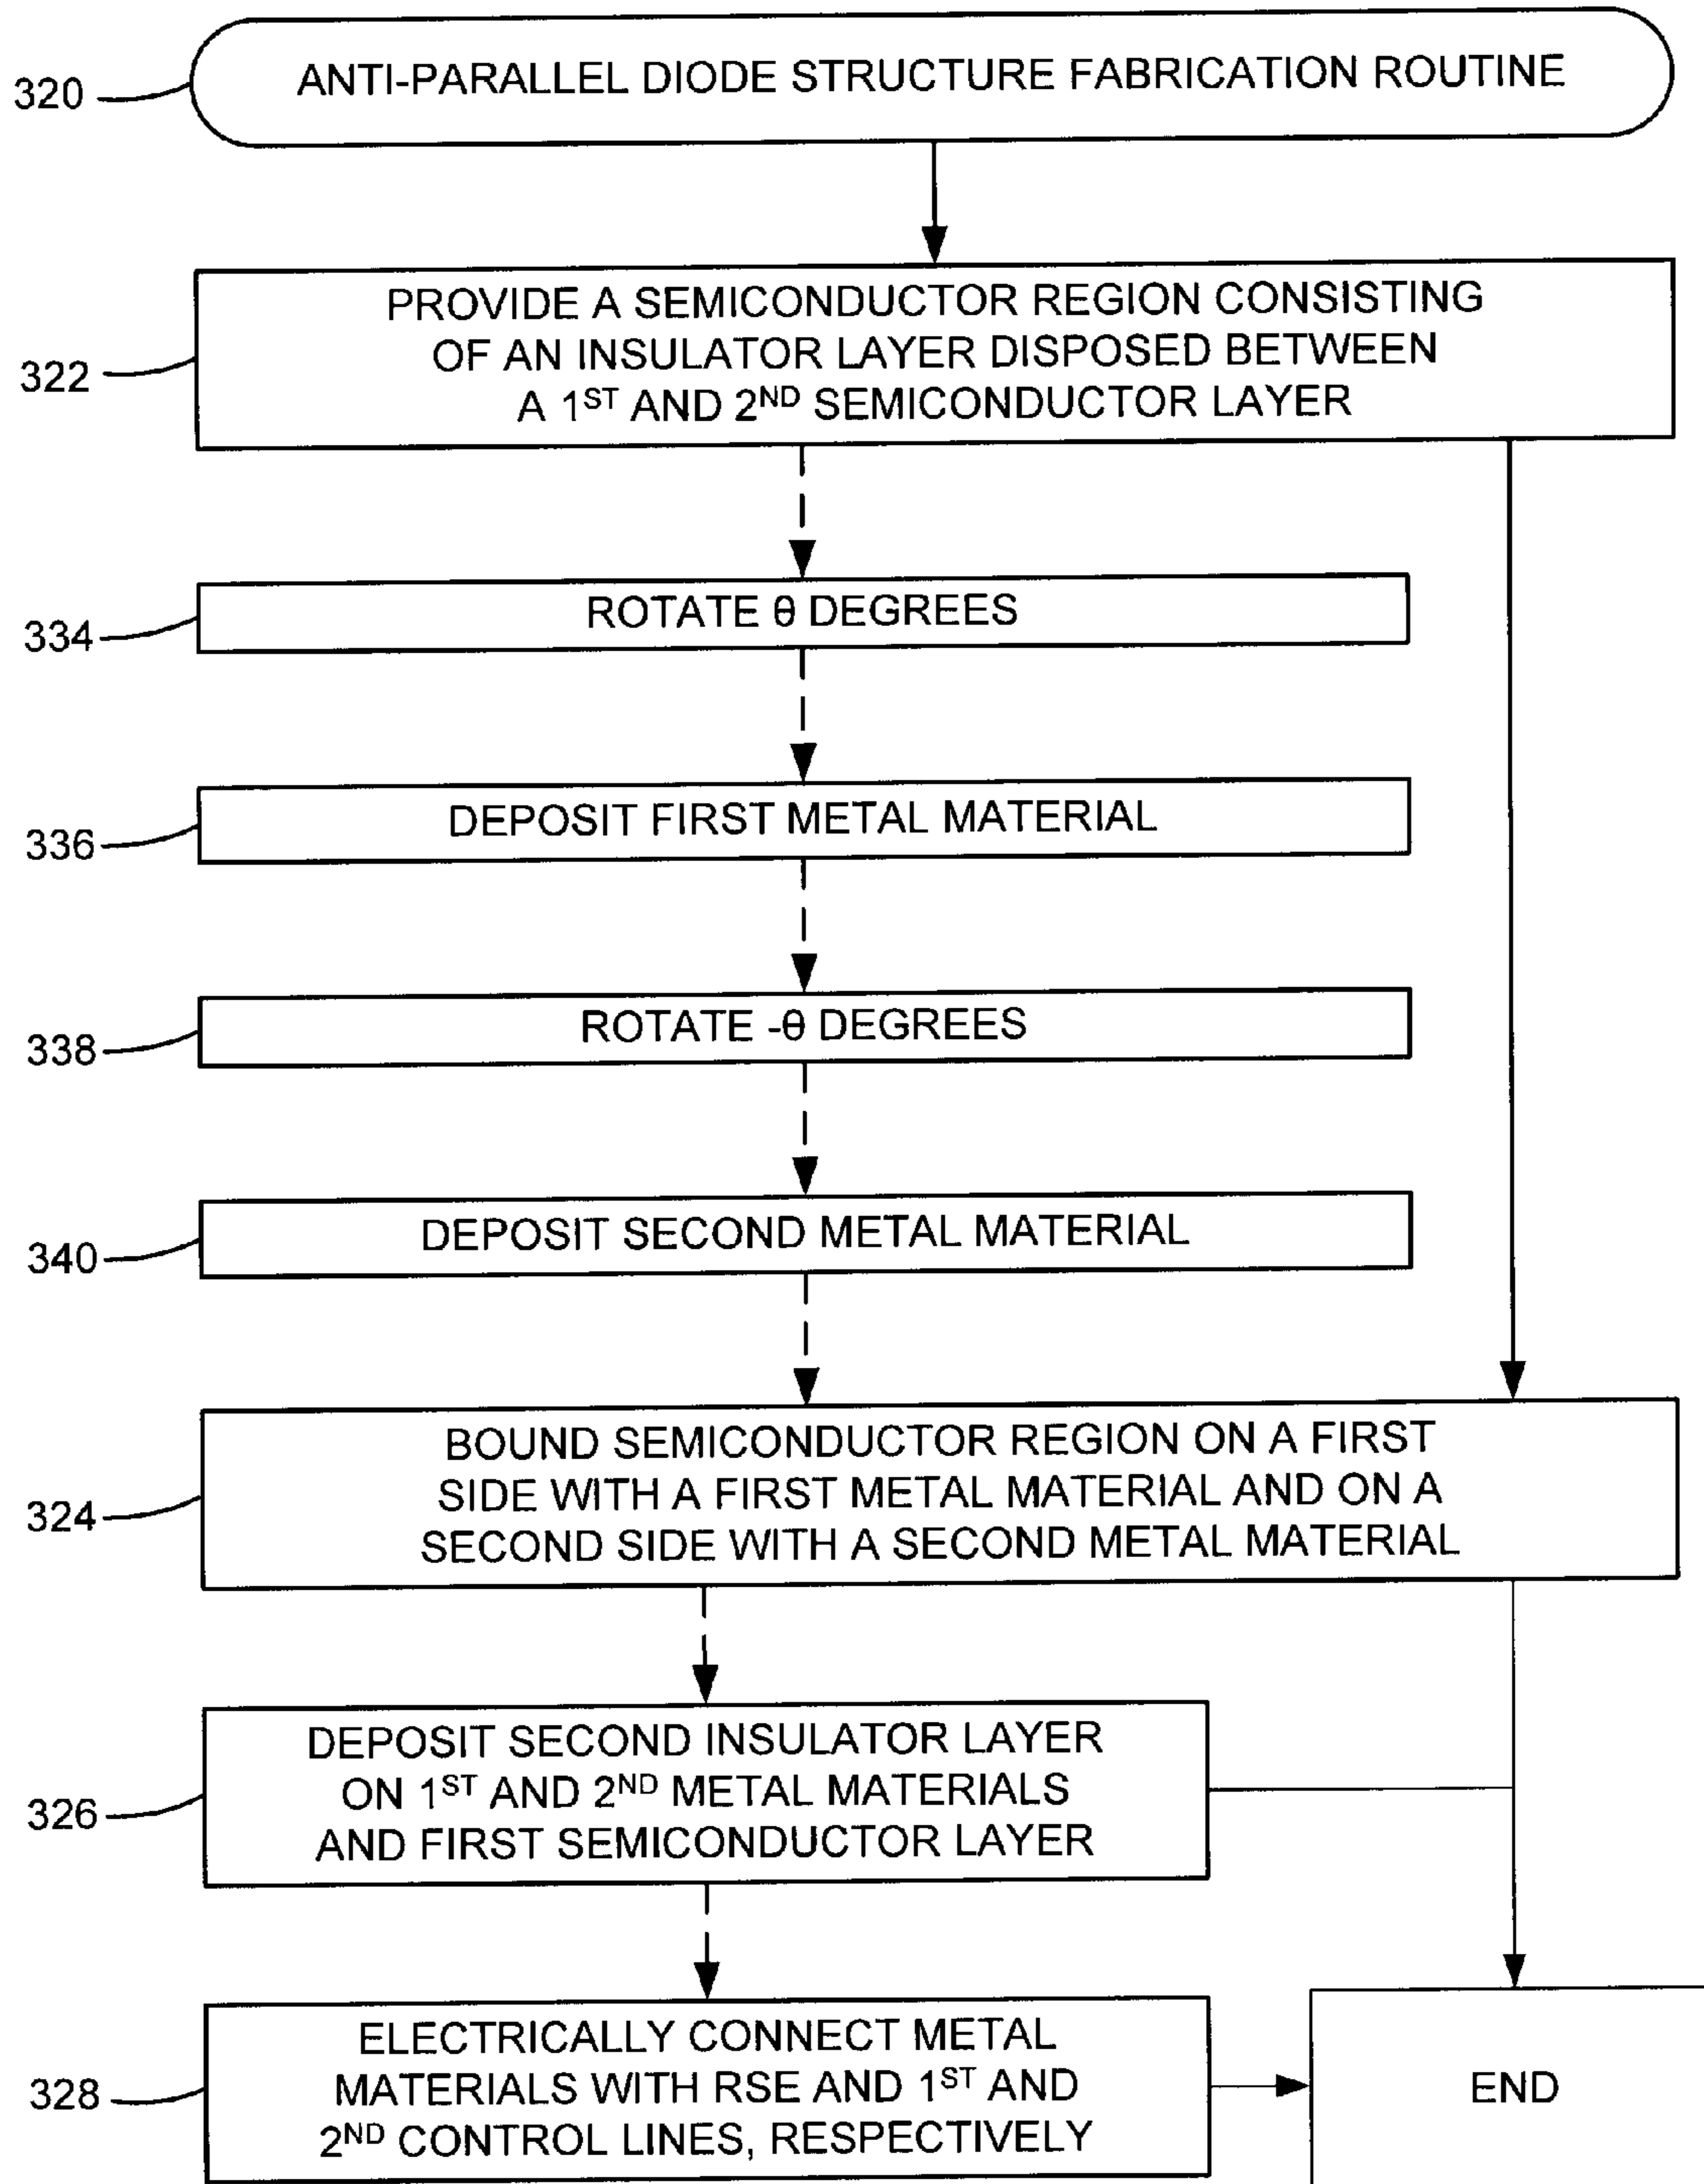 320
ANTI-PARALLEL DIODE STRUCTURE FABRICATION ROUTINE
322
PROVIDE A SEMICONDUCTOR REGION CONSISTING
OF AN INSULATOR LAYER DISPOSED BETWEEN
A 1ST AND 2ND SEMICONDUCTOR LAYER
334
ROTATE θ DEGREES
336
DEPOSIT FIRST METAL MATERIAL
338
ROTATE -θ DEGREES
340
DEPOSIT SECOND METAL MATERIAL
324
BOUND SEMICONDUCTOR REGION ON A FIRST
SIDE WITH A FIRST METAL MATERIAL AND ON A
SECOND SIDE WITH A SECOND METAL MATERIAL
326
DEPOSIT SECOND INSULATOR LAYER
ON 1ST AND 2ND METAL MATERIALS
AND FIRST SEMICONDUCTOR LAYER
328
ELECTRICALLY CONNECT METAL
MATERIALS WITH RSE AND 1ST AND
2ND CONTROL LINES, RESPECTIVELY
END